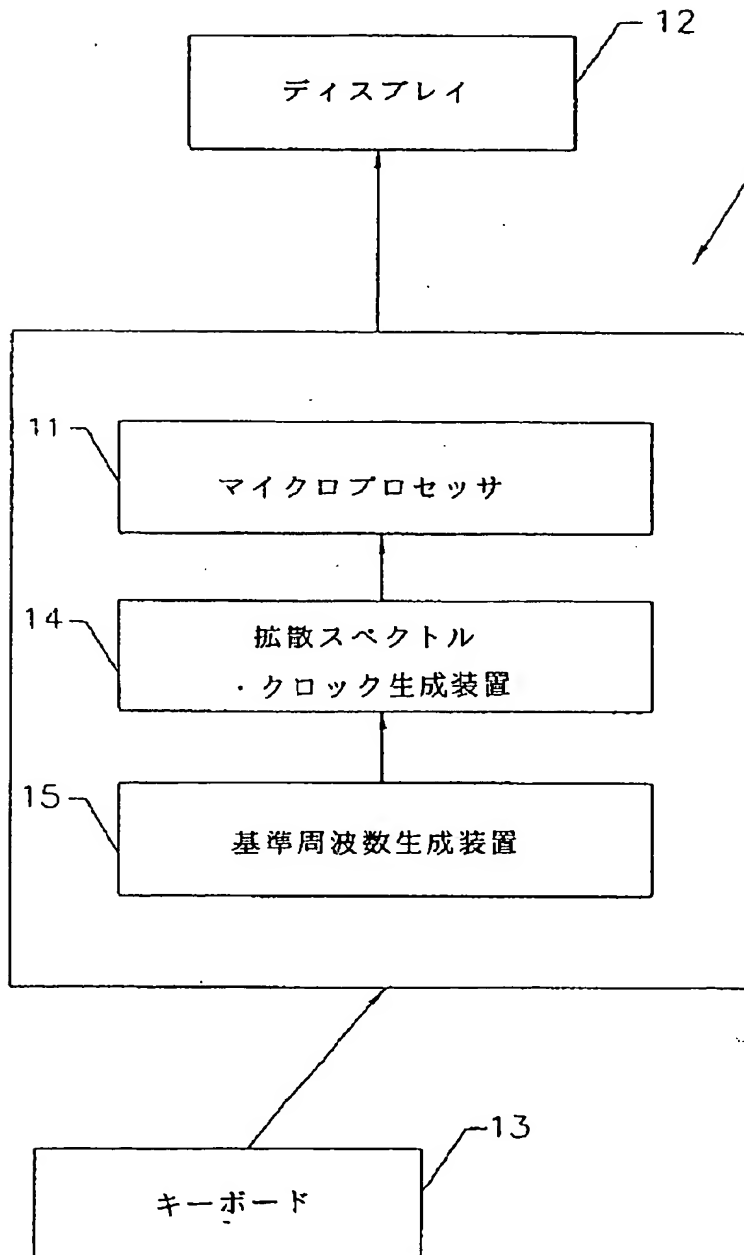 12
ディスプレイ
11
マイクロプロセッサ
14
拡散スペクトル
・クロック生成装置
15
基準周波数生成装置
13
キーボード